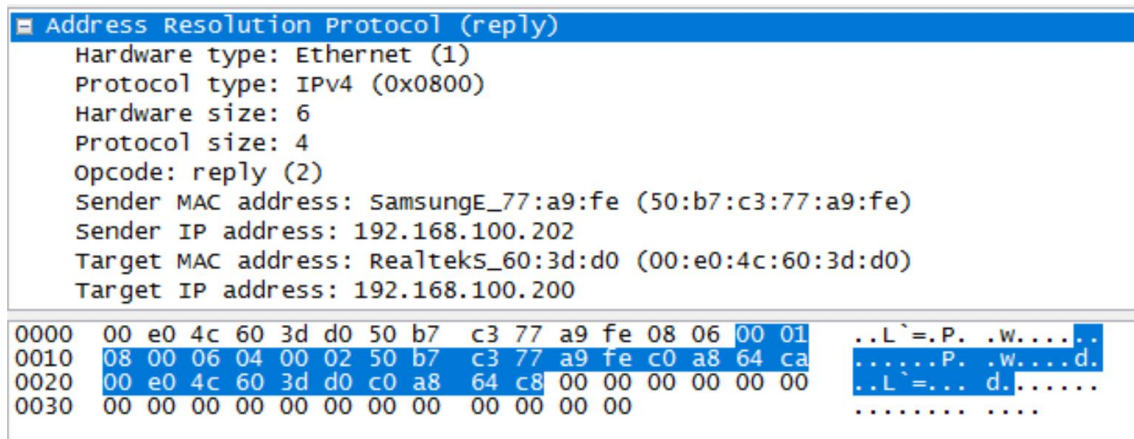 Address Resolution Protocol (reply)
Hardware type: Ethernet (1)
Protocol type: IPv4 (0x0800)
Hardware size: 6
Protocol size: 4
Opcode: reply (2)
Sender MAC address: SamsungE_77:a9:fe (50:b7:c3:77:a9:fe)
Sender IP address: 192.168.100.202
Target MAC address: RealtekS_60:3d:d0 (00:e0:4c:60:3d:d0)
Target IP address: 192.168.100.200
0000 00 e0 4c 60 3d d0 50 b7 c3 77 a9 fe 08 06 00 01 ..L`=.P. .w......
0010 08 00 06 04 00 02 50 b7 c3 77 a9 fe c0 a8 64 ca ......P. .w....d.
0020 00 e0 4c 60 3d d0 c0 a8 64 c8 00 00 00 00 00 00 ..L`=... d.......
0030 00 00 00 00 00 00 00 00 00 00 00 00 ........ ....